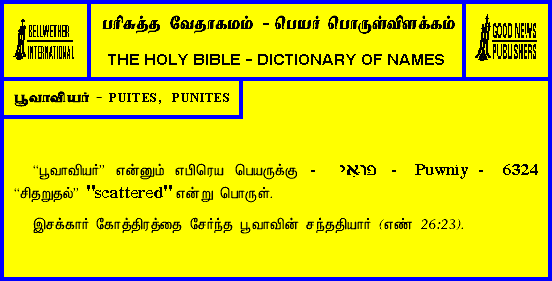 BELLWETHER
INTERNATIONAL
பரிசுத்த வேதாகமம் - பெயர் பொருள்விளக்கம்
THE HOLY BIBLE - DICTIONARY OF NAMES
GOOD NEWS
PUBLISHERS
பூவாவியர் - PUITES, PUNITES
“பூவாவியர்” என்னும் எபிரெய பெயருக்கு - פראִי - Puwniy - 6324
“சிதறுதல்” "scattered" என்று பொருள்.
இசக்கார் கோத்திரத்தை சேர்ந்த பூவாவின் சந்ததியார் (எண் 26:23).